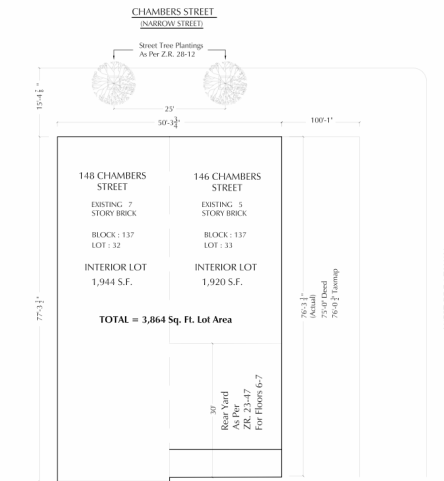 CHAMBERS STREET
(NARROW STREET)
Street Tree Plantings
As Per Z.R. 28-12
15'-4
25'
50'-3 3/4"
100'-1"
148 CHAMBERS
STREET
EXISTING 7
STORY BRICK
BLOCK : 137
LOT : 32
INTERIOR LOT
1,944 S.F.
146 CHAMBERS
STREET
EXISTING 5
STORY BRICK
BLOCK : 137
LOT : 33
INTERIOR LOT
1,920 S.F.
TOTAL = 3,864 Sq. Ft. Lot Area
77'-3 1/2"
76'-3 1/2"
(Actual)
75'-0" Deed
76'-0 Taxmap
30'
Rear Yard
As Per
ZR. 23-47
For Floors 6-7